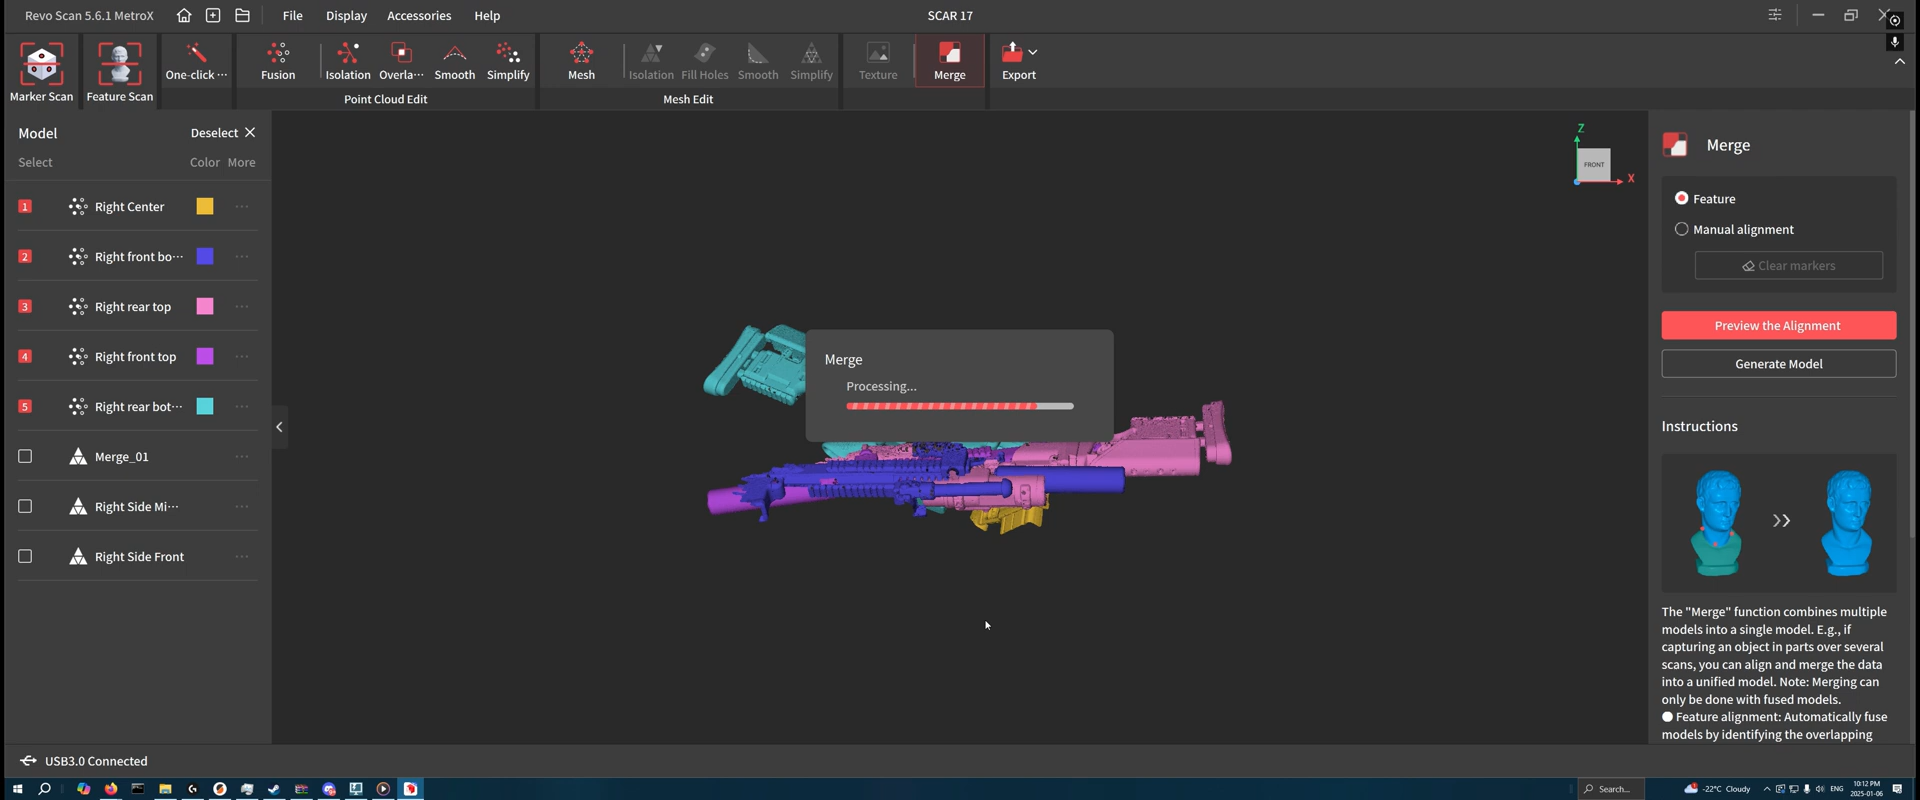 Revo Scan 5.6.1 MetroX
File
Display
Accessories
Help
SCAR 17
Marker Scan
Feature Scan
One-click ···
Fusion
Isolation
Overla···
Smooth
Simplify
Point Cloud Edit
Mesh
Isolation
Fill Holes
Smooth
Simplify
Mesh Edit
Texture
Merge
Export
Model
Deselect
Select
Color
More
1
Right Center
2
Right front bo···
3
Right rear top
4
Right front top
5
Right rear bot···
Merge_01
Right Side Mi···
Right Side Front
Merge
Processing...
Z
FRONT
X
Merge
Feature
Manual alignment
Clear markers
Preview the Alignment
Generate Model
Instructions
The "Merge" function combines multiple
models into a single model. E.g., if
capturing an object in parts over several
scans, you can align and merge the data
into a unified model. Note: Merging can
only be done with fused models.
Feature alignment: Automatically fuse
models by identifying the overlapping
USB3.0 Connected
Search...
-22°C Cloudy
ENG
10:12 PM
2025-01-06